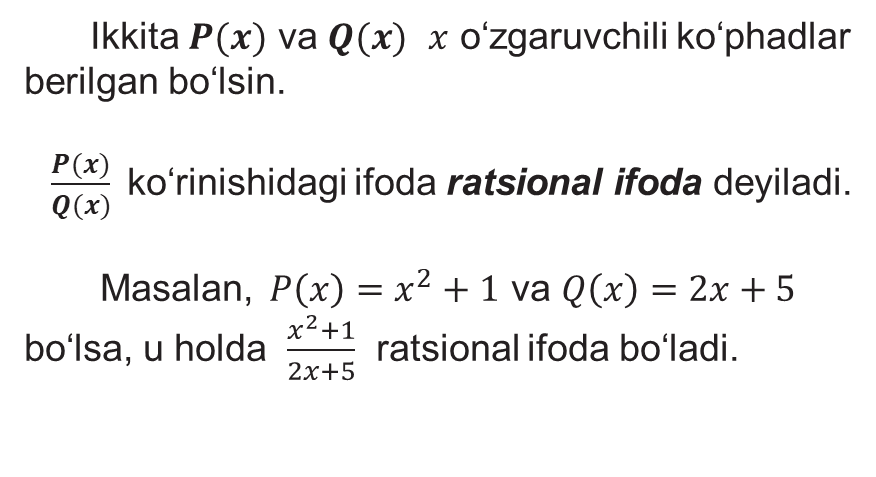 Ikkita P(x) va Q(x) x o‘zgaruvchili ko‘phadlar
berilgan bo‘lsin.
P(x)/Q(x) ko‘rinishidagi ifoda ratsional ifoda deyiladi.
Masalan, P(x) = x² + 1 va Q(x) = 2x + 5
bo‘lsa, u holda (x²+1)/(2x+5) ratsional ifoda bo‘ladi.